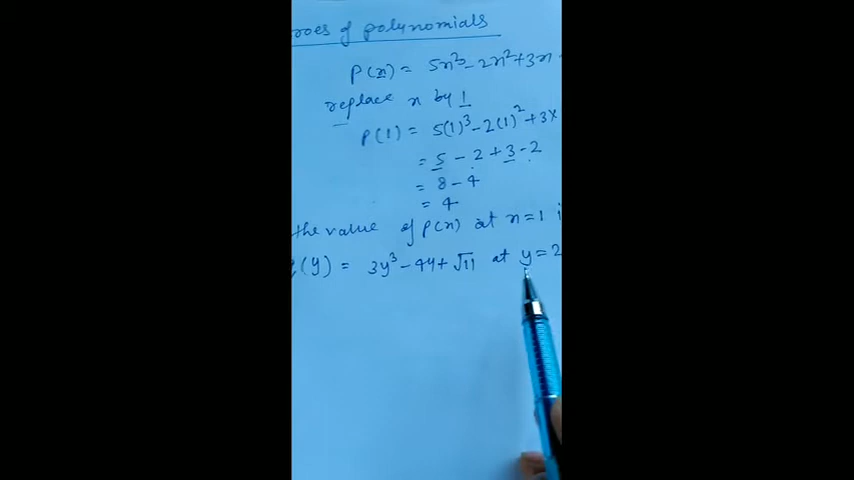 roes of polynomials
P(x) = 5x³ - 2x² + 3x -
replace x by 1
P(1) = 5(1)³ - 2(1)² + 3×
= 5 - 2 + 3 - 2
= 8 - 4
= 4
the value of P(x) at x = 1 i
(y) = 3y³ - 4y + √11 at y = 2